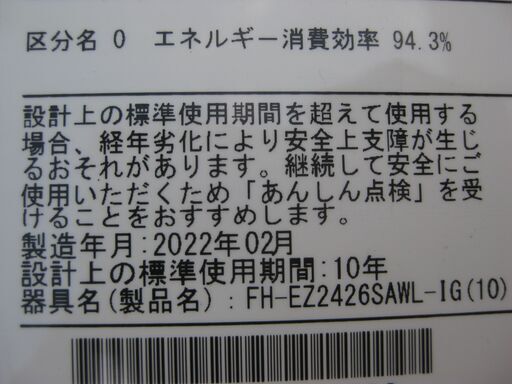 区分名 0　エネルギー消費効率 94.3%
設計上の標準使用期間を超えて使用する
場合、経年劣化により安全上支障が生じ
るおそれがあります。継続して安全にご
使用いただくため「あんしん点検」を受
けることをおすすめします。
製造年月:2022年02月
設計上の標準使用期間:10年
器具名(製品名):FH-EZ2426SAWL-IG(10)